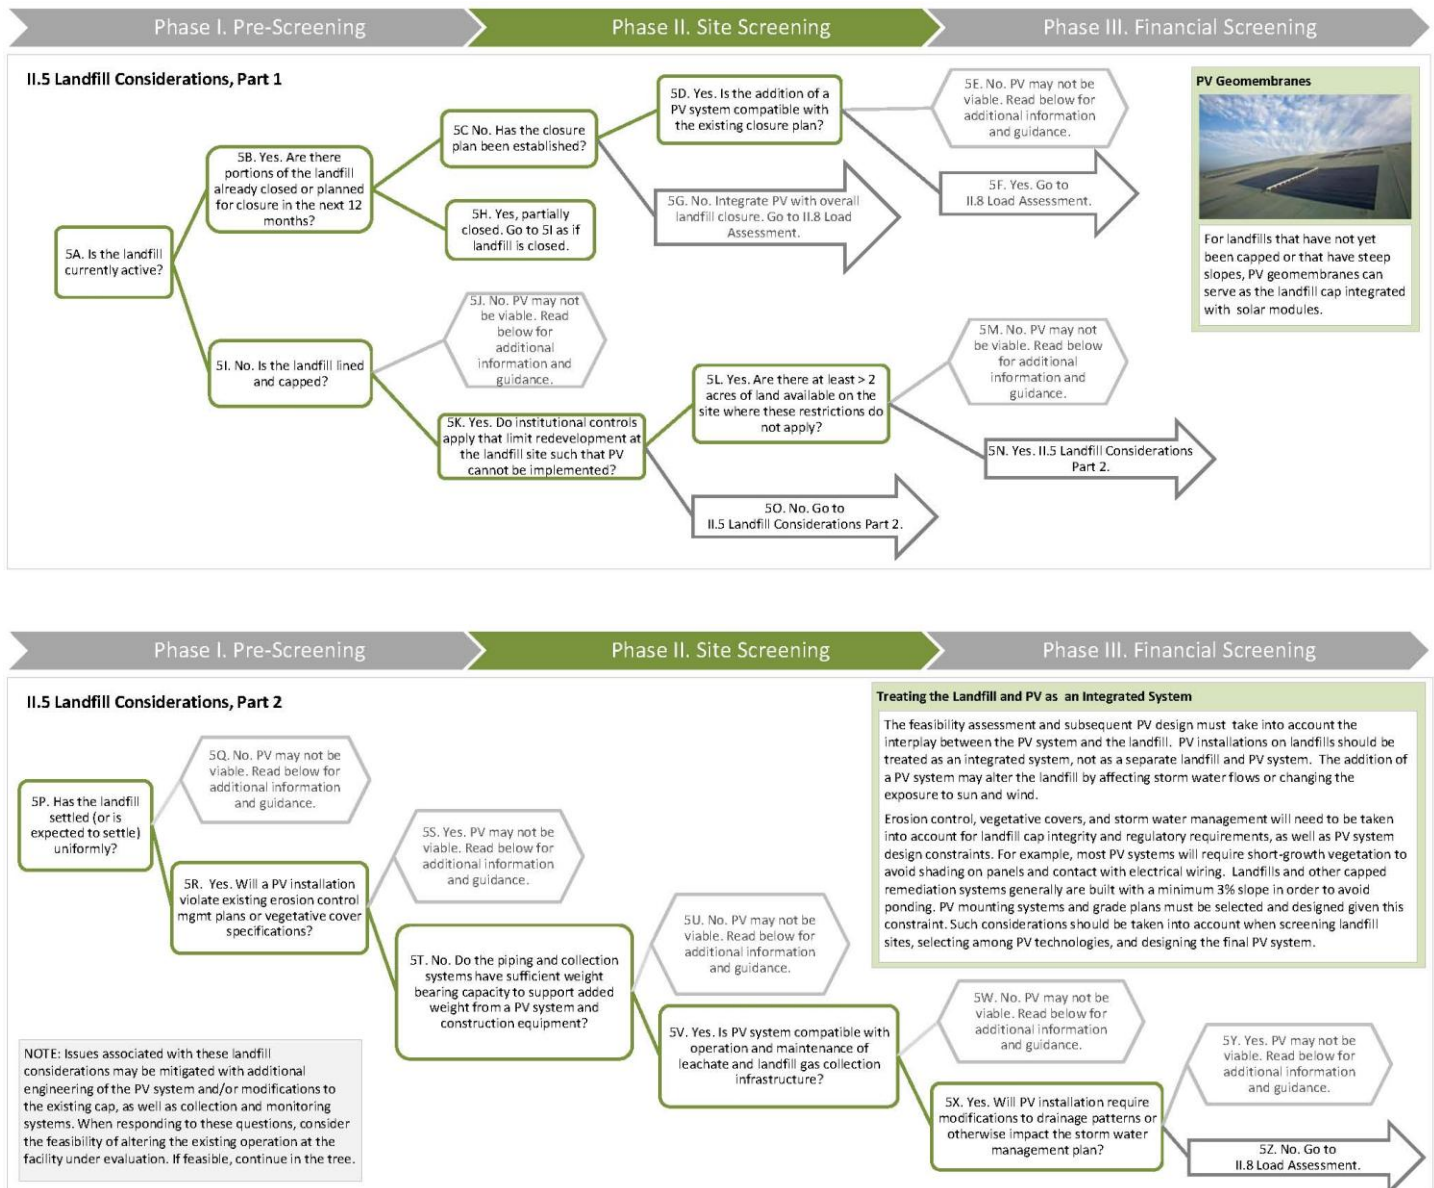 Phase I. Pre-Screening
Phase II. Site Screening
Phase III. Financial Screening
II.5 Landfill Considerations, Part 1
5A. Is the landfill
currently active?
5B. Yes. Are there
portions of the landfill
already closed or planned
for closure in the next 12
months?
5C No. Has the closure
plan been established?
5D. Yes. Is the addition of a
PV system compatible with
the existing closure plan?
5E. No. PV may not be
viable. Read below for
additional information
and guidance.
5F. Yes. Go to
II.8 Load Assessment.
5G. No. Integrate PV with overall
landfill closure. Go to II.8 Load
Assessment.
5H. Yes, partially
closed. Go to 5I as if
landfill is closed.
5I. No. Is the landfill lined
and capped?
5J. No. PV may not
be viable. Read
below for
additional
information and
guidance.
5K. Yes. Do institutional controls
apply that limit redevelopment at
the landfill site such that PV
cannot be implemented?
5L. Yes. Are there at least > 2
acres of land available on the
site where these restrictions do
not apply?
5M. No. PV may not
be viable. Read below
for additional
information and
guidance.
5N. Yes. II.5 Landfill Considerations
Part 2.
5O. No. Go to
II.5 Landfill Considerations Part 2.
PV Geomembranes
For landfills that have not yet
been capped or that have steep
slopes, PV geomembranes can
serve as the landfill cap integrated
with solar modules.
Phase I. Pre-Screening
Phase II. Site Screening
Phase III. Financial Screening
II.5 Landfill Considerations, Part 2
5P. Has the landfill
settled (or is
expected to settle)
uniformly?
5Q. No. PV may not be
viable. Read below for
additional information
and guidance.
5R. Yes. Will a PV installation
violate existing erosion control
mgmt plans or vegetative cover
specifications?
5S. Yes. PV may not be
viable. Read below for
additional information
and guidance.
5T. No. Do the piping and collection
systems have sufficient weight
bearing capacity to support added
weight from a PV system and
construction equipment?
5U. No. PV may not be
viable. Read below for
additional information
and guidance.
5V. Yes. Is PV system compatible with
operation and maintenance of
leachate and landfill gas collection
infrastructure?
5W. No. PV may not be
viable. Read below for
additional information
and guidance.
5X. Yes. Will PV installation require
modifications to drainage patterns or
otherwise impact the storm water
management plan?
5Y. Yes. PV may not be
viable. Read below for
additional information
and guidance.
5Z. No. Go to
II.8 Load Assessment.
Treating the Landfill and PV as an Integrated System
The feasibility assessment and subsequent PV design must take into account the
interplay between the PV system and the landfill. PV installations on landfills should be
treated as an integrated system, not as a separate landfill and PV system. The addition of
a PV system may alter the landfill by affecting storm water flows or changing the
exposure to sun and wind.
Erosion control, vegetative covers, and storm water management will need to be taken
into account for landfill cap integrity and regulatory requirements, as well as PV system
design constraints. For example, most PV systems will require short-growth vegetation to
avoid shading on panels and contact with electrical wiring. Landfills and other capped
remediation systems generally are built with a minimum 3% slope in order to avoid
ponding. PV mounting systems and grade plans must be selected and designed given this
constraint. Such considerations should be taken into account when screening landfill
sites, selecting among PV technologies, and designing the final PV system.
NOTE: Issues associated with these landfill
considerations may be mitigated with additional
engineering of the PV system and/or modifications to
the existing cap, as well as collection and monitoring
systems. When responding to these questions, consider
the feasibility of altering the existing operation at the
facility under evaluation. If feasible, continue in the tree.